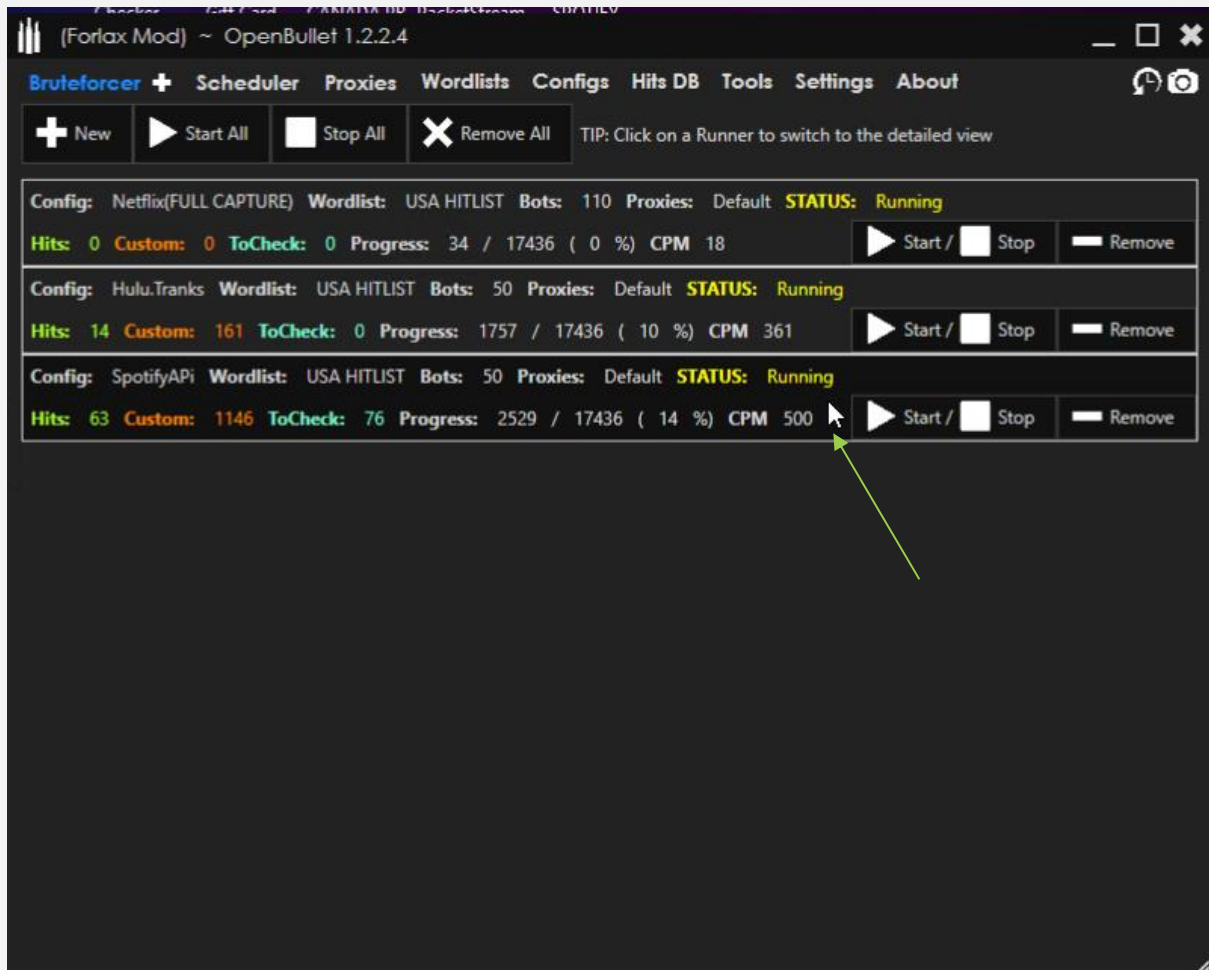 Checker Gift Card CANADA PacketStream SPOTIFY
(Forlax Mod) ~ OpenBullet 1.2.2.4
Bruteforcer Scheduler Proxies Wordlists Configs Hits DB Tools Settings About
New Start All Stop All Remove All TIP: Click on a Runner to switch to the detailed view
Config: Netflix(FULL CAPTURE) Wordlist: USA HITLIST Bots: 110 Proxies: Default STATUS: Running
Hits: 0 Custom: 0 ToCheck: 0 Progress: 34 / 17436 ( 0 %) CPM 18 Start / Stop Remove
Config: Hulu.Tranks Wordlist: USA HITLIST Bots: 50 Proxies: Default STATUS: Running
Hits: 14 Custom: 161 ToCheck: 0 Progress: 1757 / 17436 ( 10 %) CPM 361 Start / Stop Remove
Config: SpotifyAPi Wordlist: USA HITLIST Bots: 50 Proxies: Default STATUS: Running
Hits: 63 Custom: 1146 ToCheck: 76 Progress: 2529 / 17436 ( 14 %) CPM 500 Start / Stop Remove